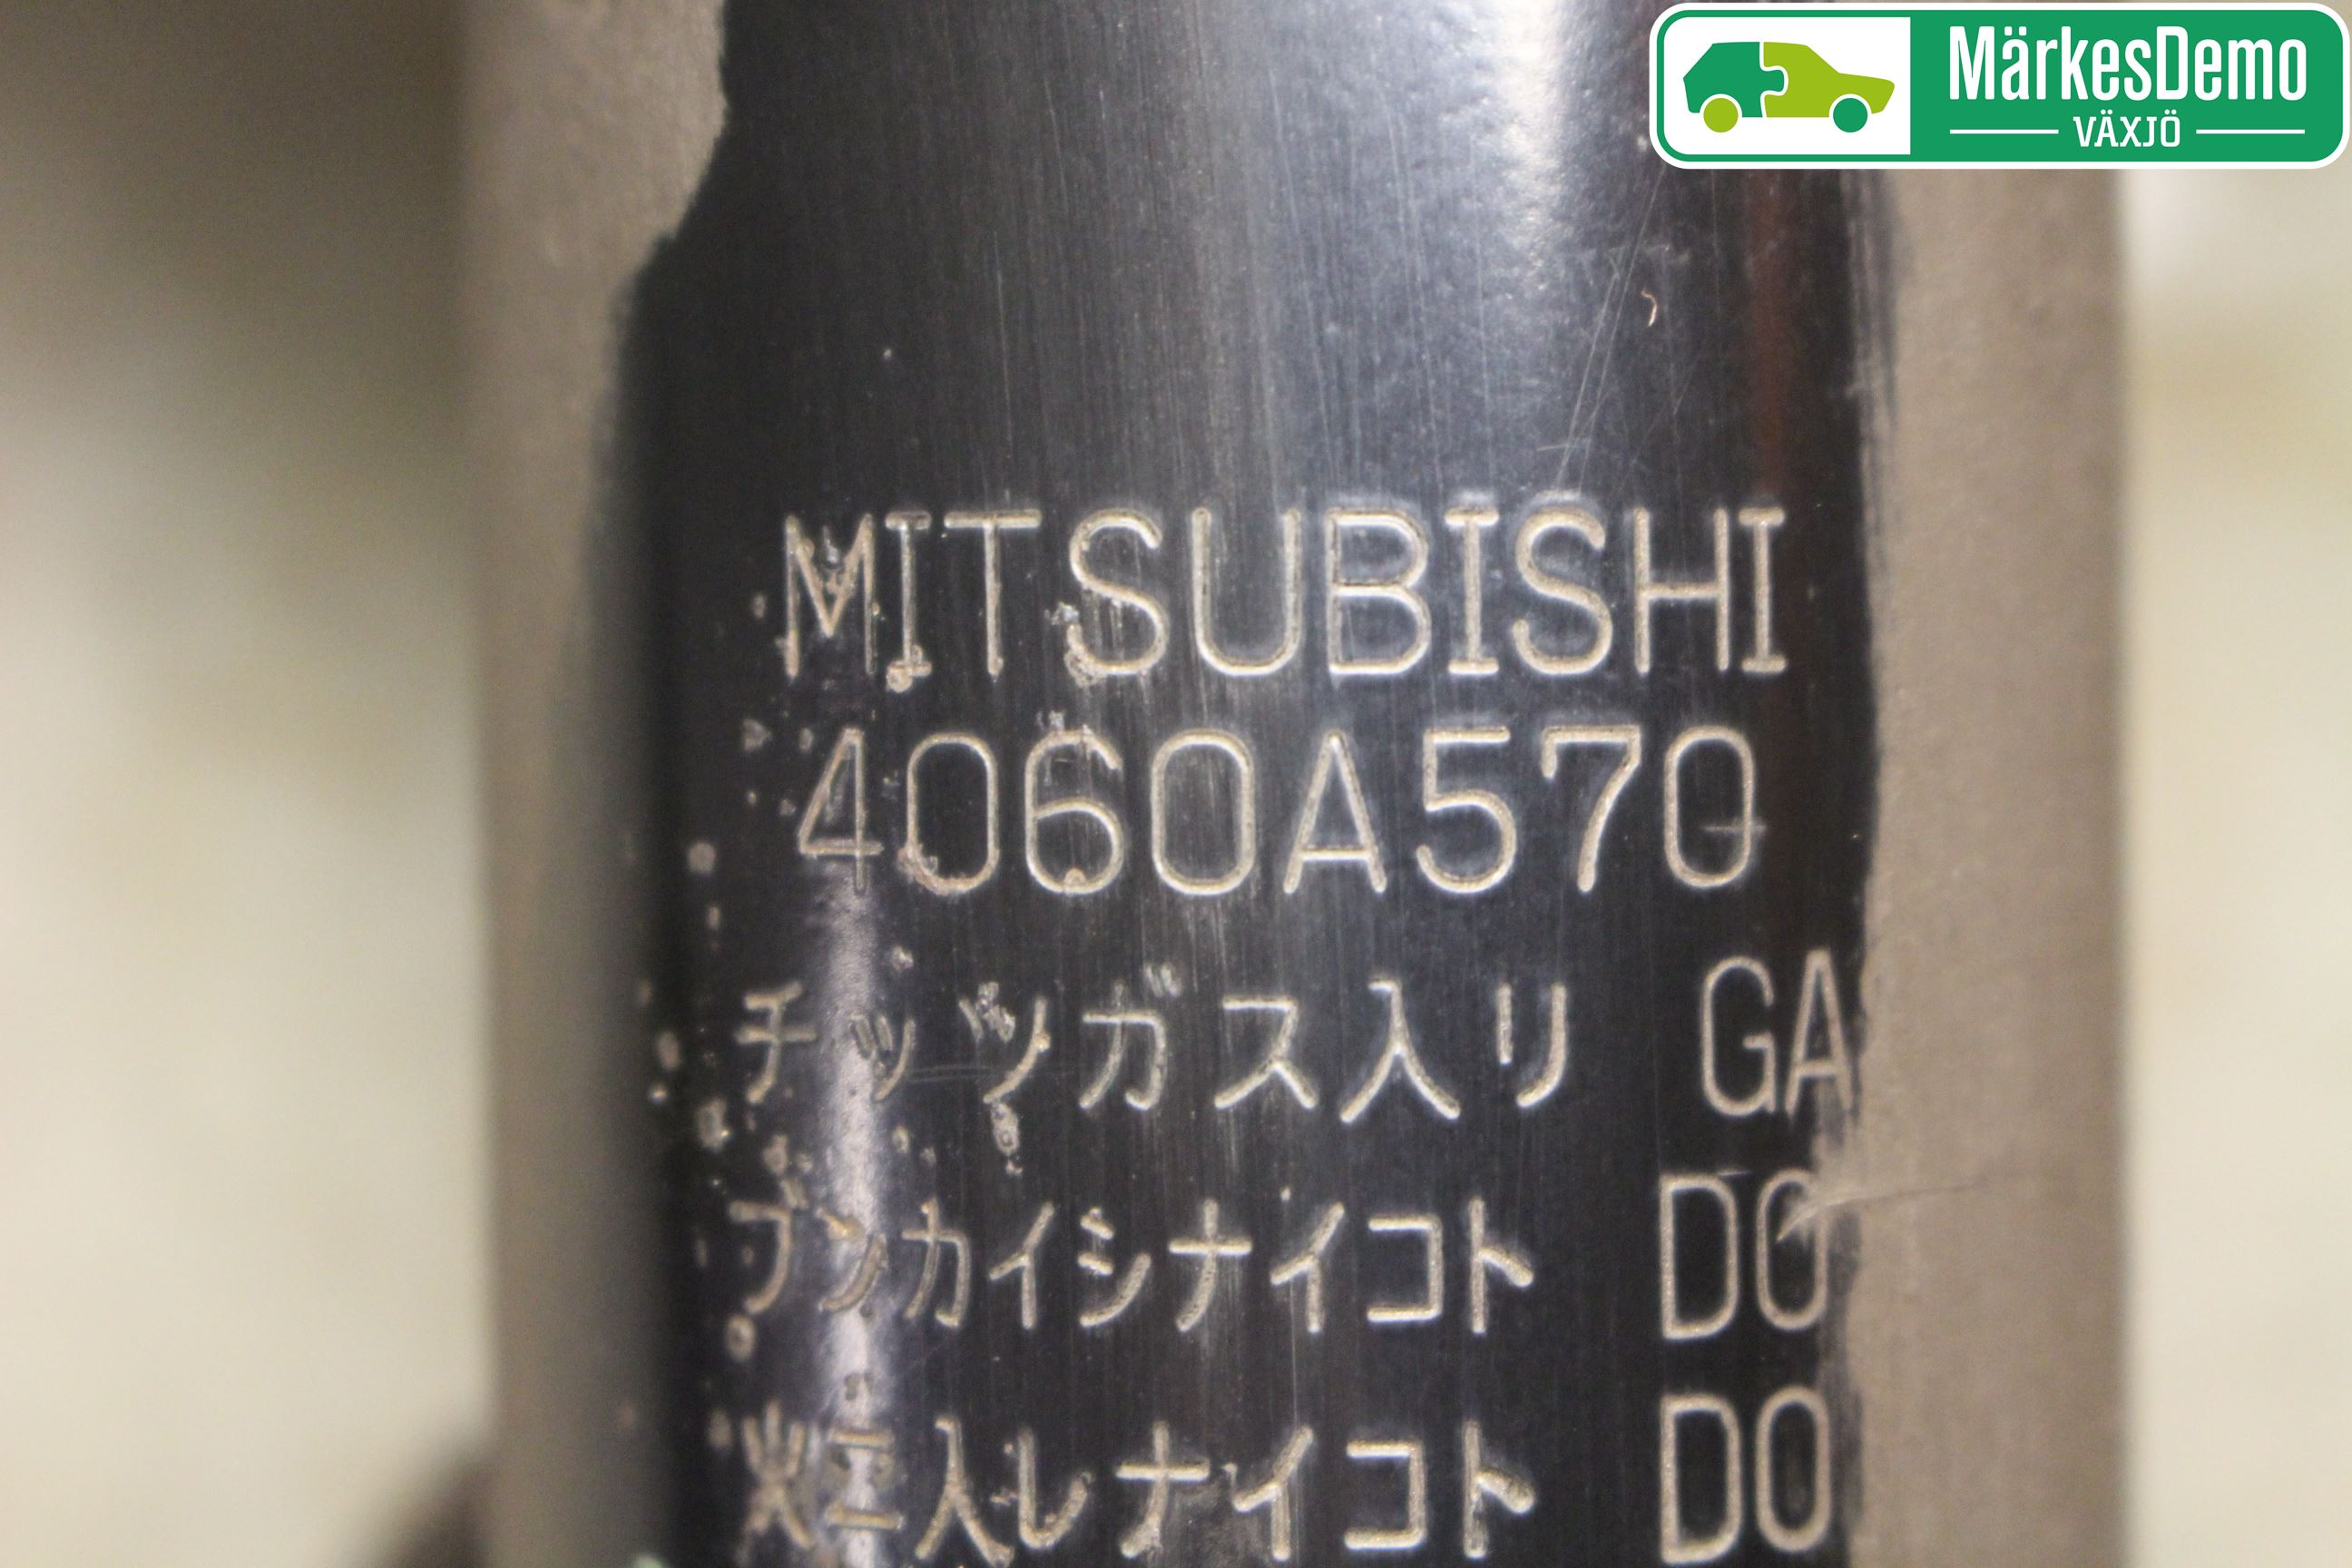 MärkesDemo
VÄXJÖ
MITSUBISHI
4060A570
チッソガス入リ GA
ブンカイシナイコト DO
火ニ入レナイコト DO